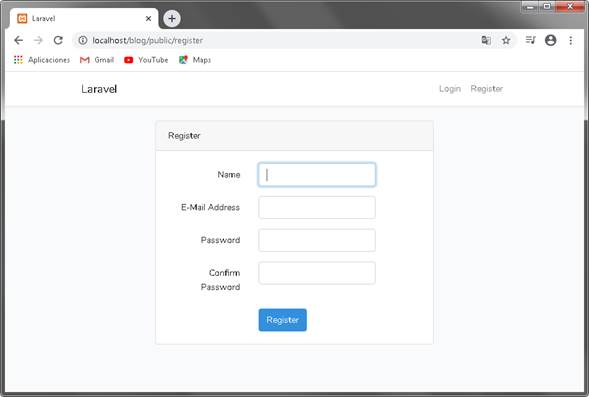 Laravel
localhost/blog/public/register
Aplicaciones Gmail YouTube Maps
Laravel Login Register
Register
Name
E-Mail Address
Password
Confirm
Password
Register